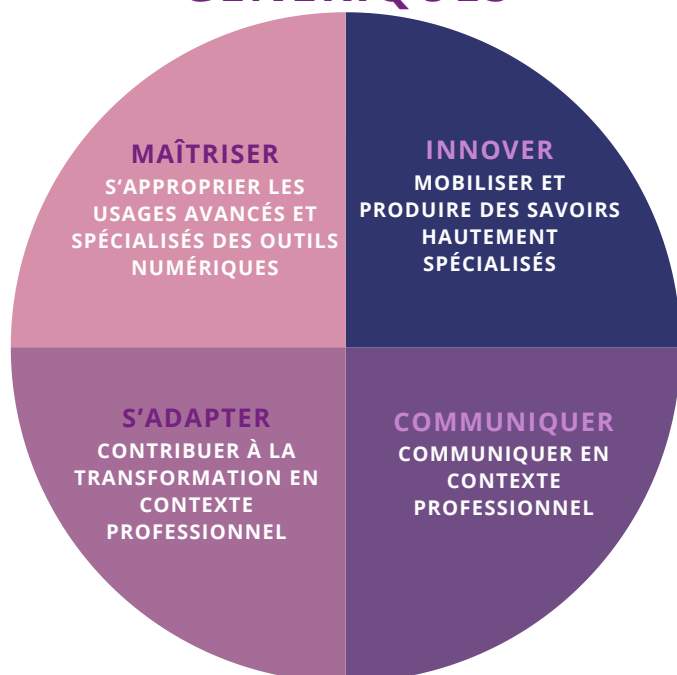 GÉNÉRIQUES
MAÎTRISER
S'APPROPRIER LES
USAGES AVANCÉS ET
SPÉCIALISÉS DES OUTILS
NUMÉRIQUES
INNOVER
MOBILISER ET
PRODUIRE DES SAVOIRS
HAUTEMENT
SPÉCIALISÉS
S'ADAPTER
CONTRIBUER À LA
TRANSFORMATION EN
CONTEXTE
PROFESSIONNEL
COMMUNIQUER
COMMUNIQUER EN
CONTEXTE
PROFESSIONNEL